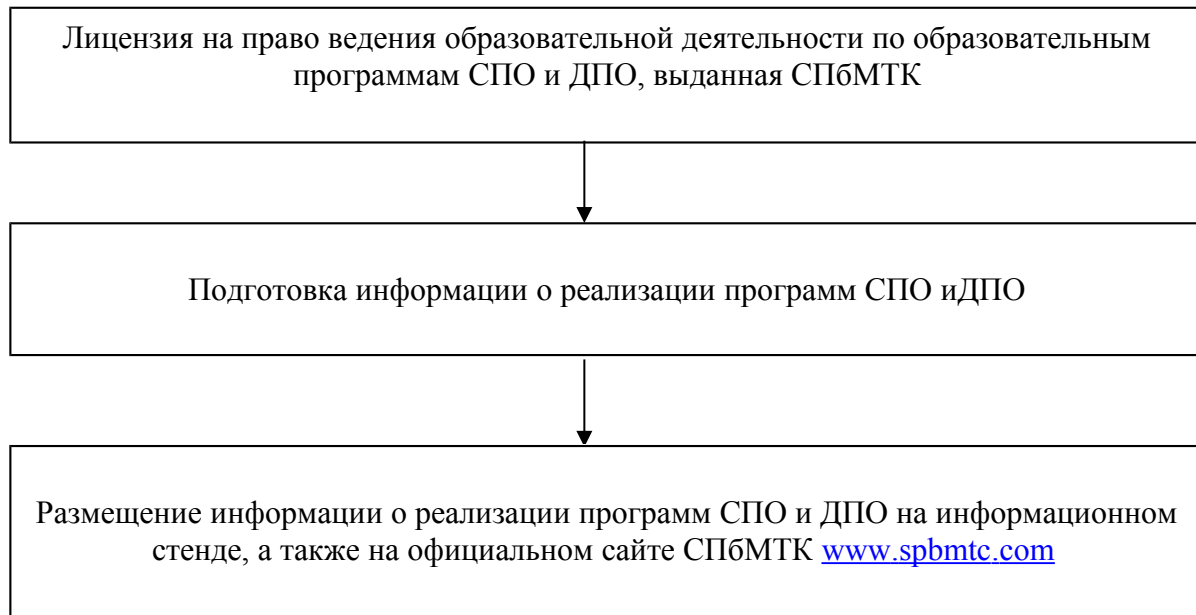 Лицензия на право ведения образовательной деятельности по образовательным
программам СПО и ДПО, выданная СПбМТК
Подготовка информации о реализации программ СПО иДПО
Размещение информации о реализации программ СПО и ДПО на информационном
стенде, а также на официальном сайте СПбМТК www.spbmtc.com